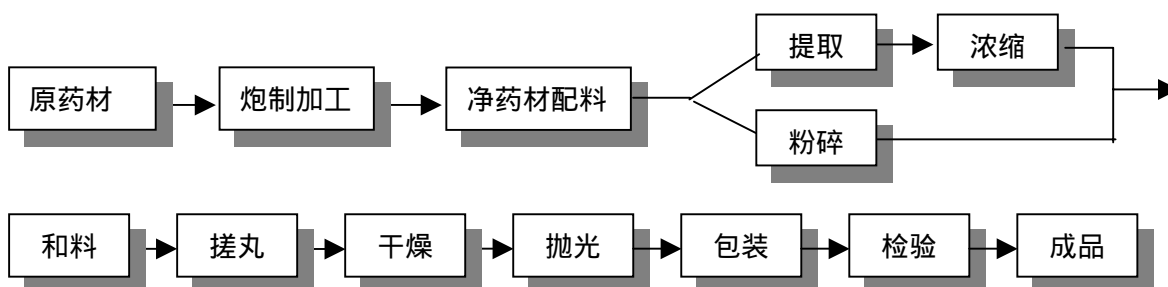 提取 浓缩
原药材 炮制加工 净药材配料
粉碎
和料 搓丸 干燥 抛光 包装 检验 成品